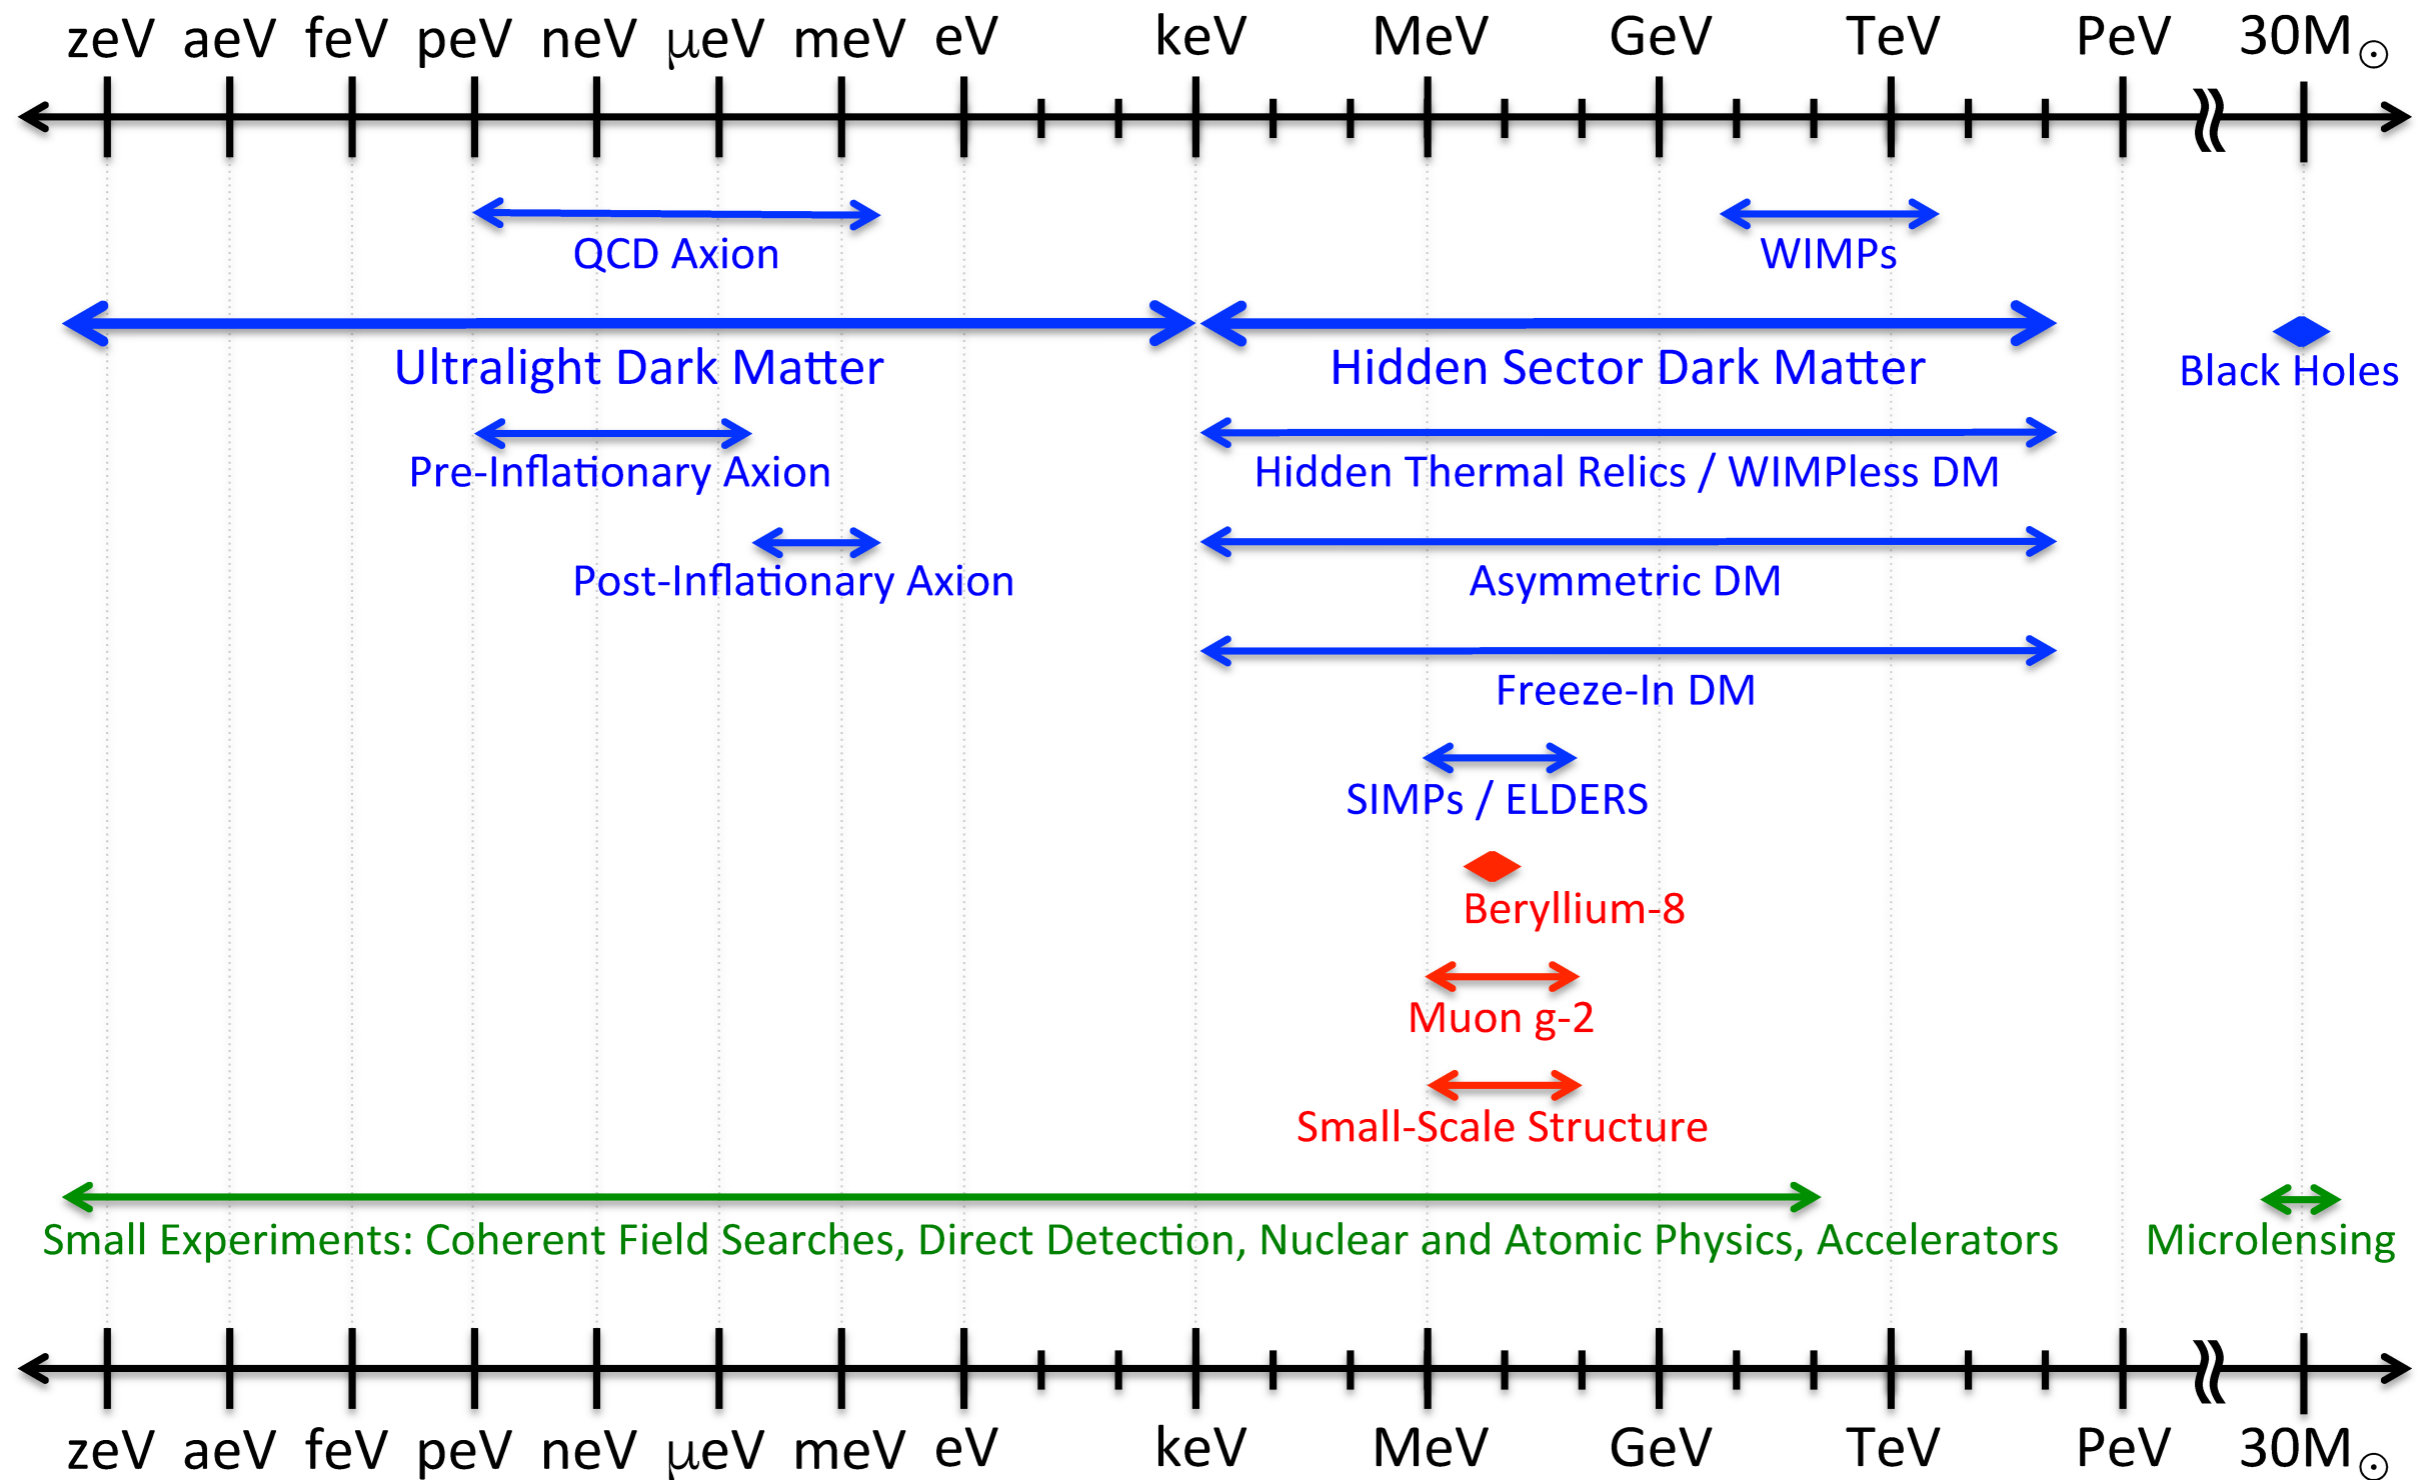 zeV aeV feV peV neV μeV meV eV keV MeV GeV TeV PeV 30M☉
QCD Axion WIMPs
Ultralight Dark Matter Hidden Sector Dark Matter Black Holes
Pre-Inflationary Axion Hidden Thermal Relics / WIMPless DM
Post-Inflationary Axion Asymmetric DM
Freeze-In DM
SIMPs / ELDERS
Beryllium-8
Muon g-2
Small-Scale Structure
Small Experiments: Coherent Field Searches, Direct Detection, Nuclear and Atomic Physics, Accelerators Microlensing
zeV aeV feV peV neV μeV meV eV keV MeV GeV TeV PeV 30M☉